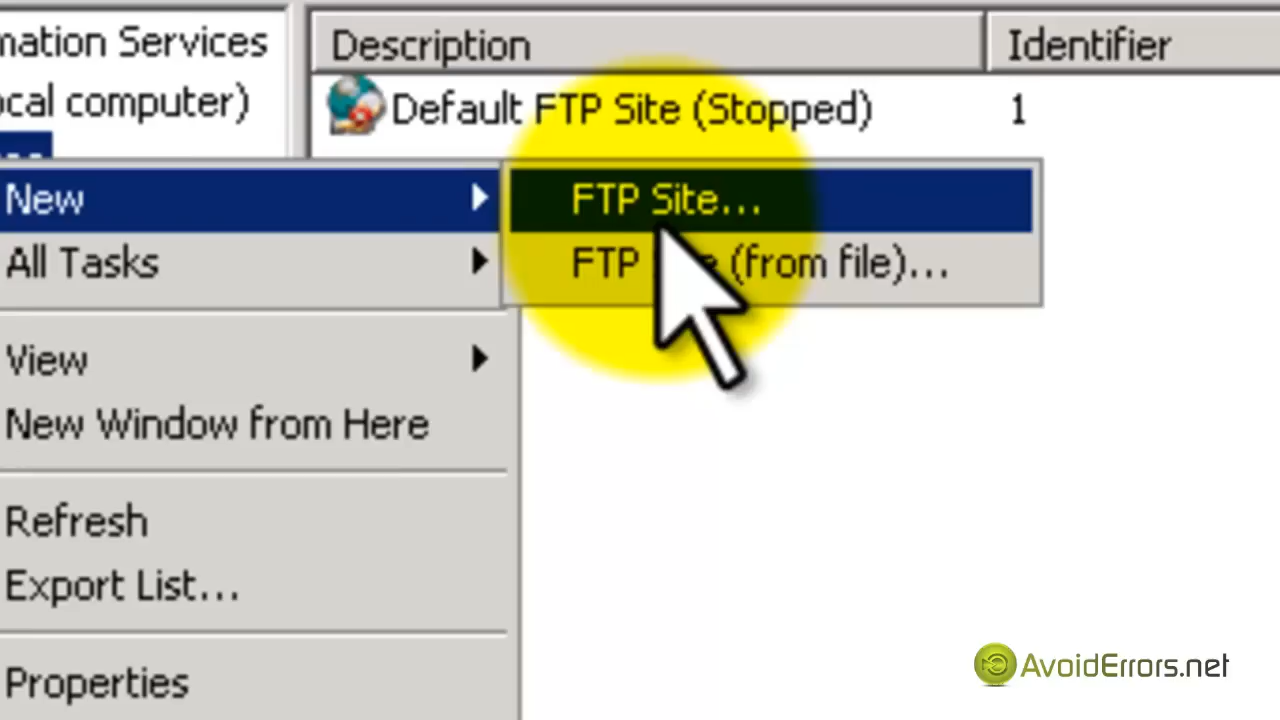 mation Services
Description
Identifier
ocal computer)
Default FTP Site (Stopped)
1
New
FTP Site...
All Tasks
FTP (from file)...
View
New Window from Here
Refresh
Export List...
Properties
AvoidErrors.net